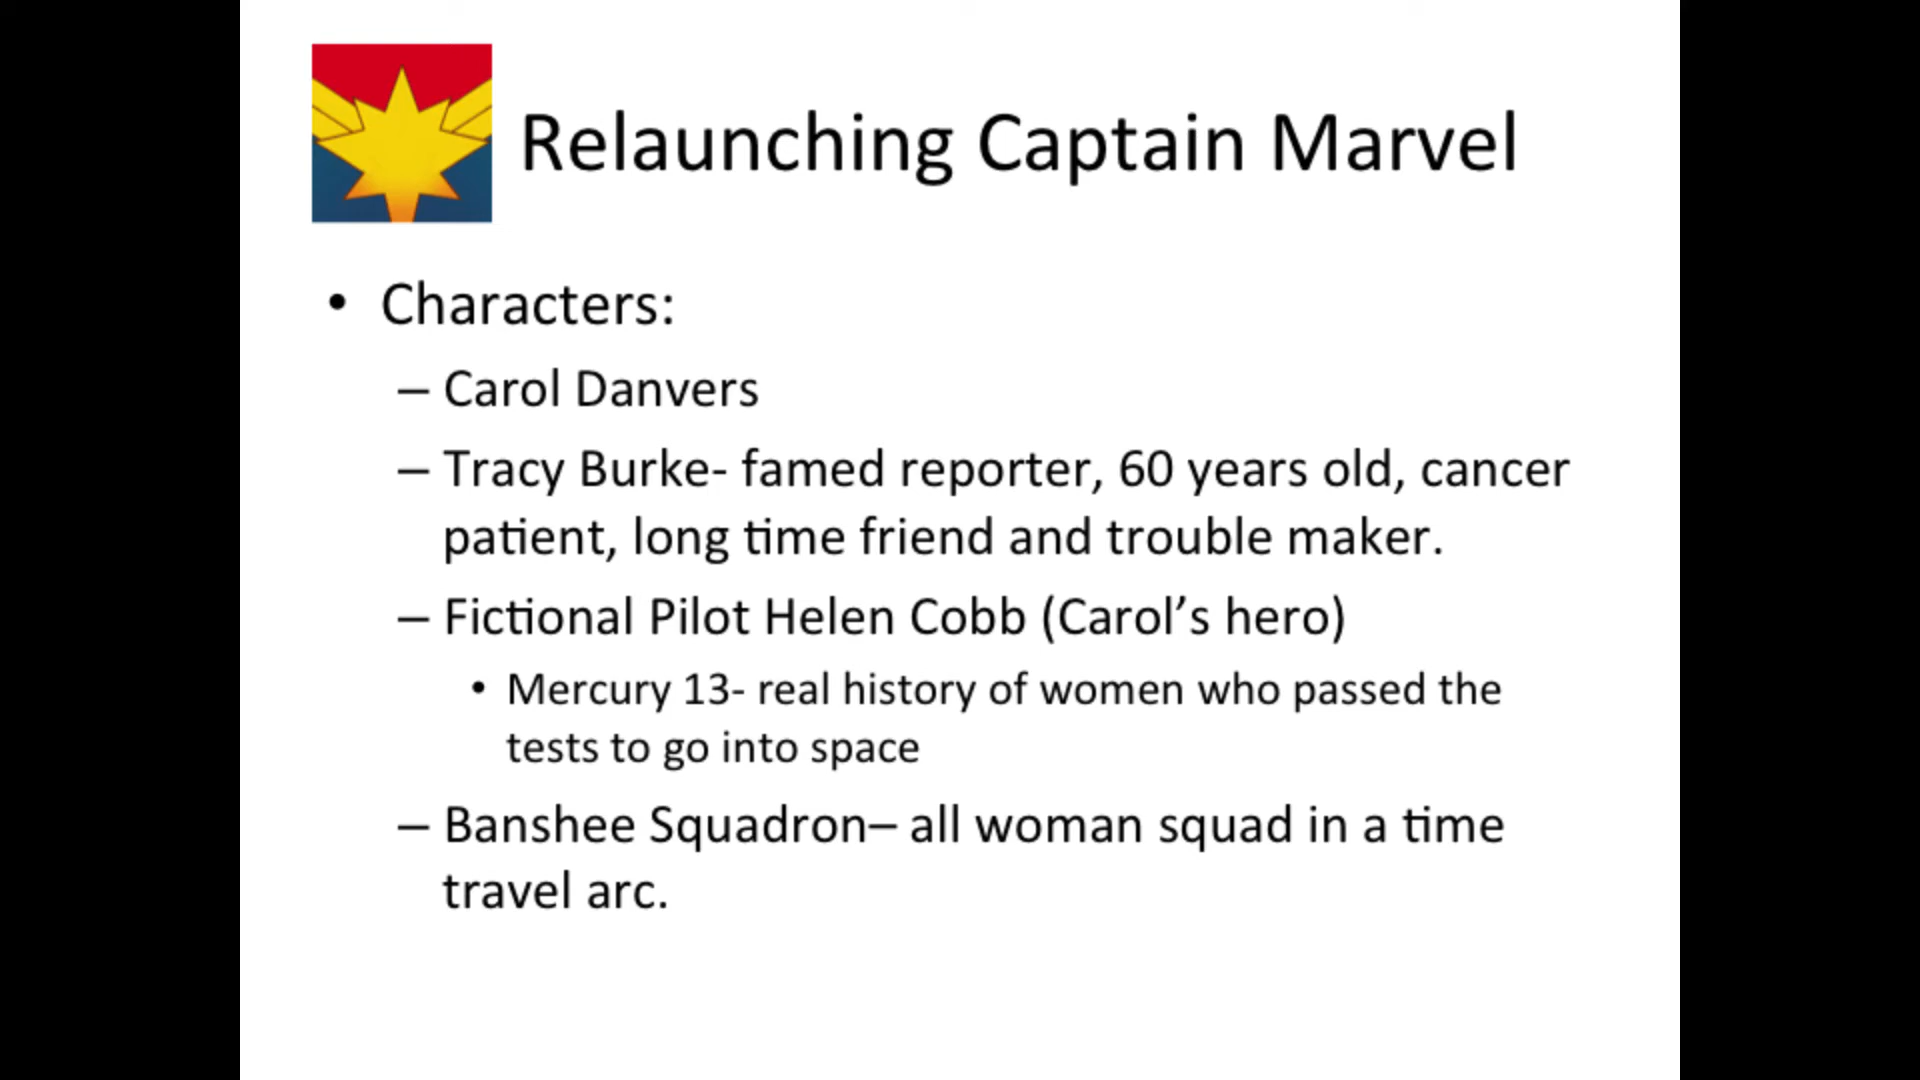 Relaunching Captain Marvel
• Characters:
– Carol Danvers
– Tracy Burke- famed reporter, 60 years old, cancer
patient, long time friend and trouble maker.
– Fictional Pilot Helen Cobb (Carol’s hero)
• Mercury 13- real history of women who passed the
tests to go into space
– Banshee Squadron– all woman squad in a time
travel arc.